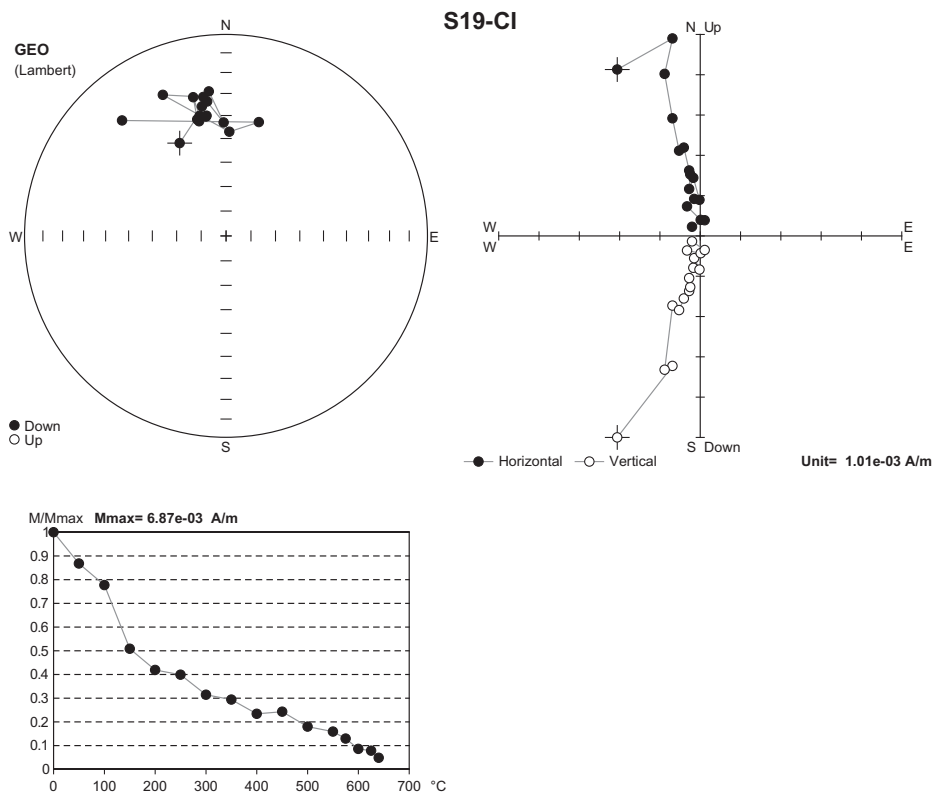 S19-CI
GEO
(Lambert)
N
W
E
S
Down
Up
N Up
W
W
E
E
S Down
Horizontal
Vertical
Unit= 1.01e-03 A/m
M/Mmax Mmax= 6.87e-03 A/m
1
0.9
0.8
0.7
0.6
0.5
0.4
0.3
0.2
0.1
0
0 100 200 300 400 500 600 700 °C